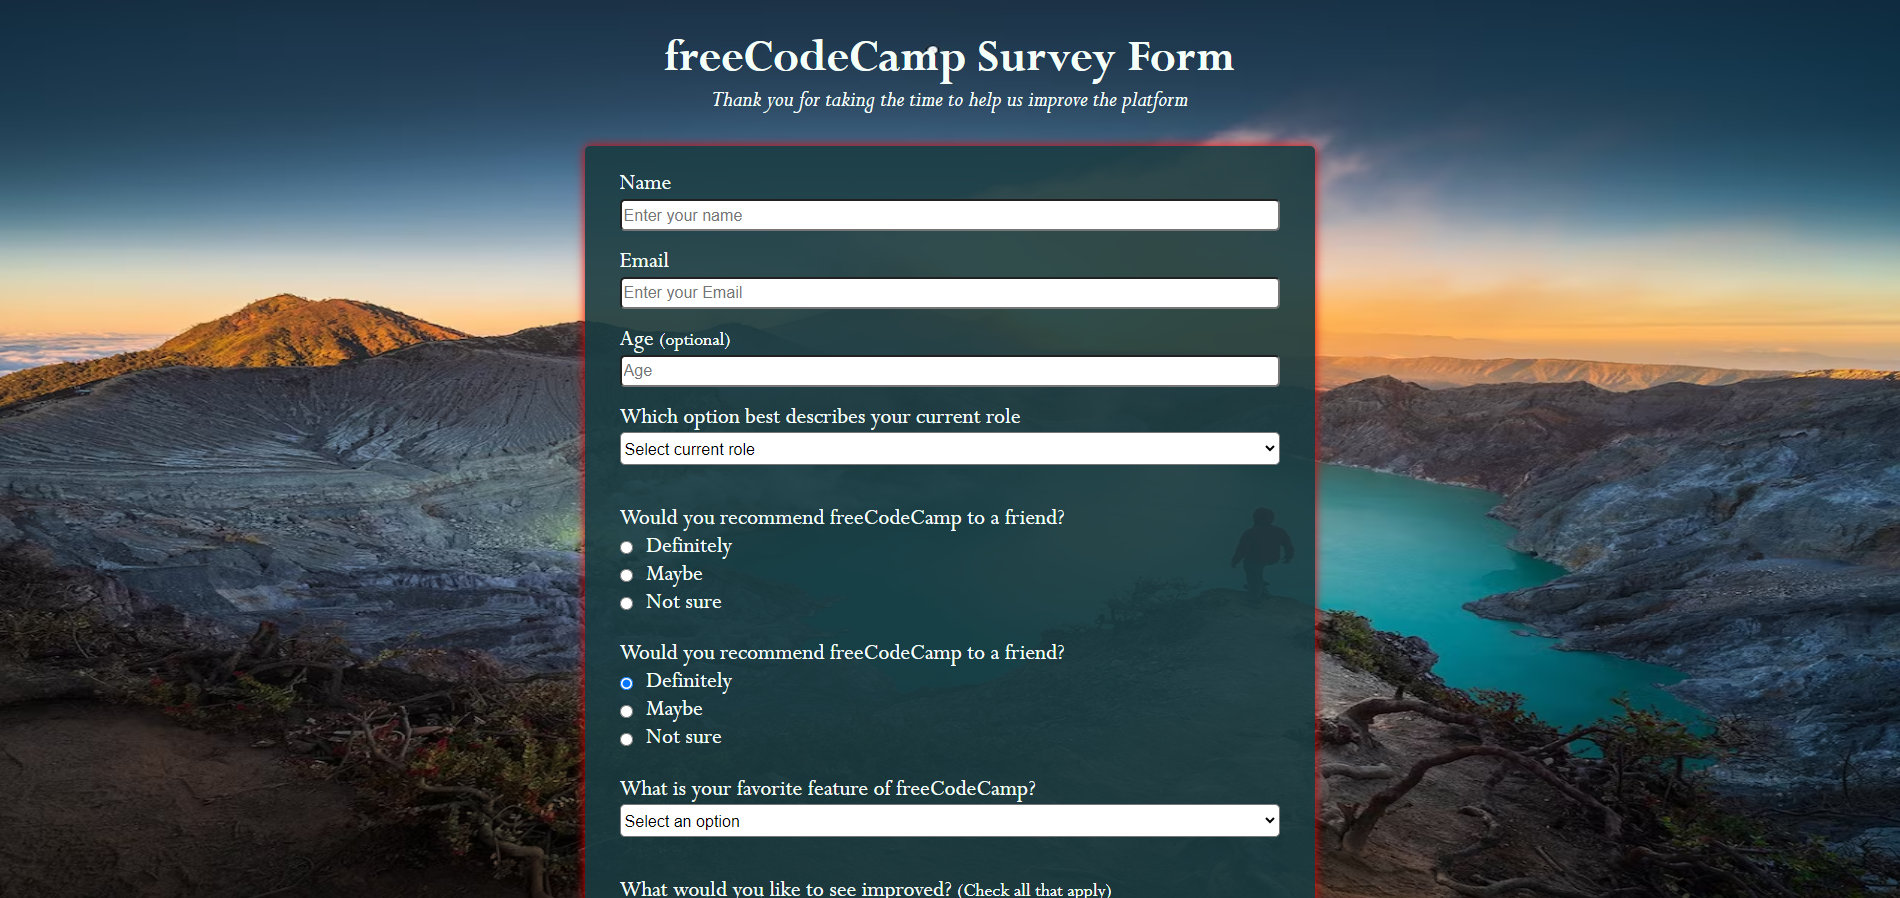 freeCodeCamp Survey Form
Thank you for taking the time to help us improve the platform
Name
Enter your name
Email
Enter your Email
Age (optional)
Age
Which option best describes your current role
Select current role
Would you recommend freeCodeCamp to a friend?
Definitely
Maybe
Not sure
Would you recommend freeCodeCamp to a friend?
Definitely
Maybe
Not sure
What is your favorite feature of freeCodeCamp?
Select an option
What would you like to see improved? (Check all that apply)